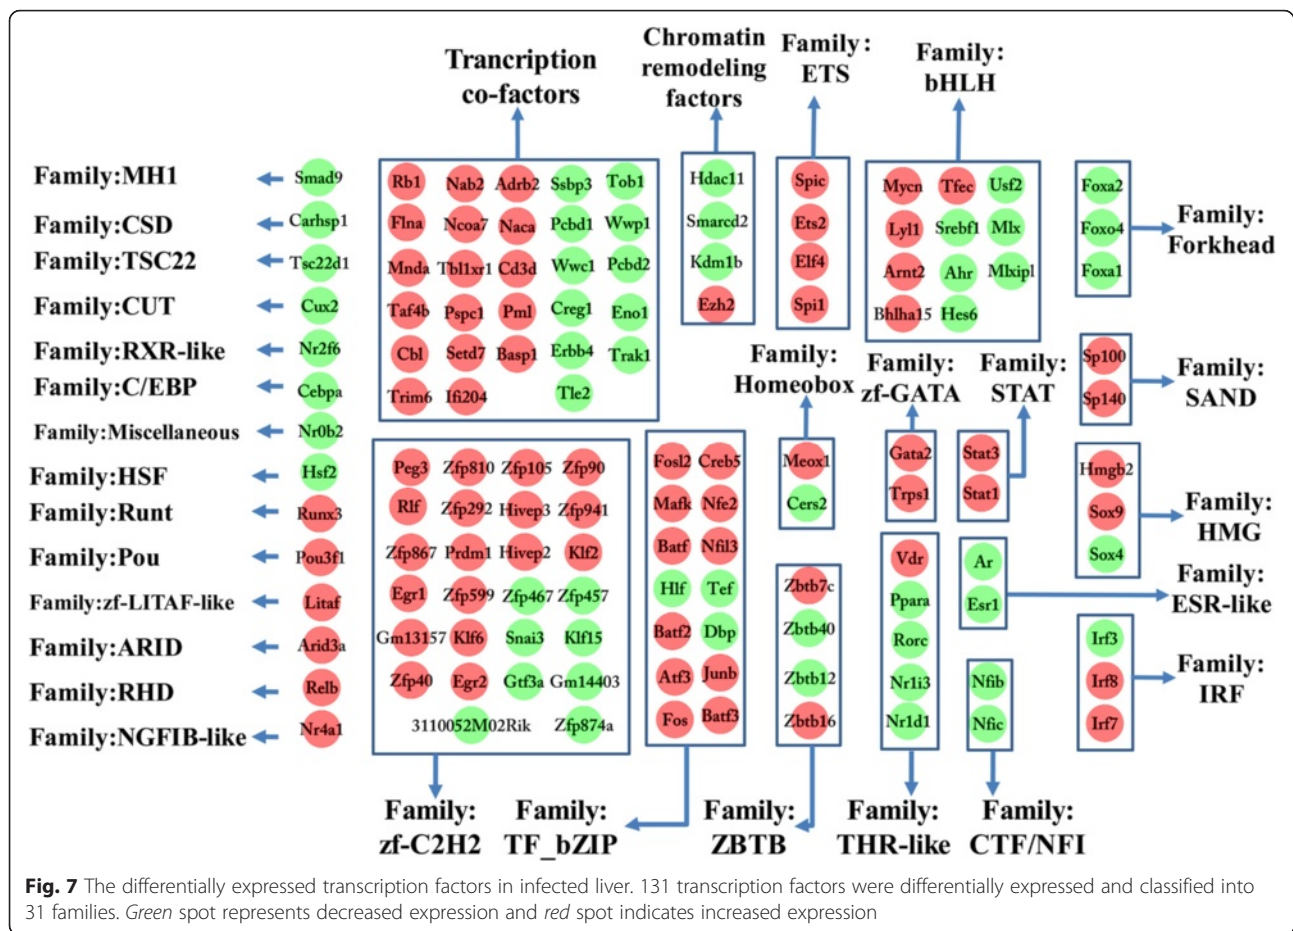 Trancription
co-factors
Chromatin
remodeling
factors
Family:
ETS
Family:
bHLH
Family:MH1
Smad9
Family:CSD
Carhsp1
Family:TSC22
Tsc22d1
Family:CUT
Cux2
Family:RXR-like
Nr2f6
Family:C/EBP
Cebpa
Family:Miscellaneous
Nr0b2
Family:HSF
Hsf2
Family:Runt
Runx3
Family:Pou
Pou3f1
Family:zf-LITAF-like
Litaf
Family:ARID
Arid3a
Family:RHD
Relb
Family:NGFIB-like
Nr4a1
Rb1 Nab2 Adrb2 Ssbp3 Tob1
Flna Ncoa7 Naca Pcbd1 Wwp1
Mnda Tbl1xr1 Cd3d Wwc1 Pcbd2
Taf4b Pspc1 Pml Creg1 Eno1
Cbl Setd7 Basp1 Erbb4 Trak1
Trim6 Ifi204 Tle2
Hdac11
Smarcd2
Kdm1b
Ezh2
Spic
Ets2
Elf4
Spi1
Mycn Tfec Usf2
Lyl1 Srebf1 Mlx
Arnt2 Ahr Mlxipl
Bhlha15 Hes6
Foxa2
Foxo4
Foxa1
Family:
Forkhead
Family:
Homeobox
Family:
zf-GATA
Family:
STAT
Sp100
Sp140
Family:
SAND
Peg3 Zfp810 Zfp105 Zfp90
Rlf Zfp292 Hivep3 Zfp941
Zfp867 Prdm1 Hivep2 Klf2
Egr1 Zfp599 Zfp467 Zfp457
Gm13157 Klf6 Snai3 Klf15
Zfp40 Egr2 Gtf3a Gm14403
3110052M02Rik Zfp874a
Fosl2 Creb5
Mafk Nfe2
Batf Nfil3
Hlf Tef
Batf2 Dbp
Atf3 Junb
Fos Batf3
Meox1
Cers2
Gata2
Trps1
Stat3
Stat1
Hmgb2
Sox9
Sox4
Family:
HMG
Zbtb7c
Zbtb40
Zbtb12
Zbtb16
Vdr
Ppara
Rorc
Nr1i3
Nr1d1
Ar
Esr1
Family:
ESR-like
Nfib
Nfic
Irf3
Irf8
Irf7
Family:
IRF
Family:
zf-C2H2
Family:
TF_bZIP
Family:
ZBTB
Family:
THR-like
Family:
CTF/NFI
Fig. 7 The differentially expressed transcription factors in infected liver. 131 transcription factors were differentially expressed and classified into
31 families. Green spot represents decreased expression and red spot indicates increased expression